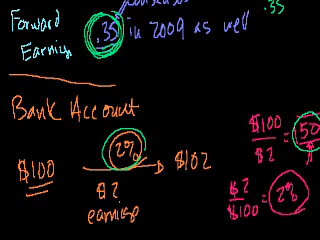 .35
Forward
Earnings
.35 in 2009 as well
Bank Account
$100
2%
$102
$2
earnings
$100
$2
= 50
$2
$100
= 2%